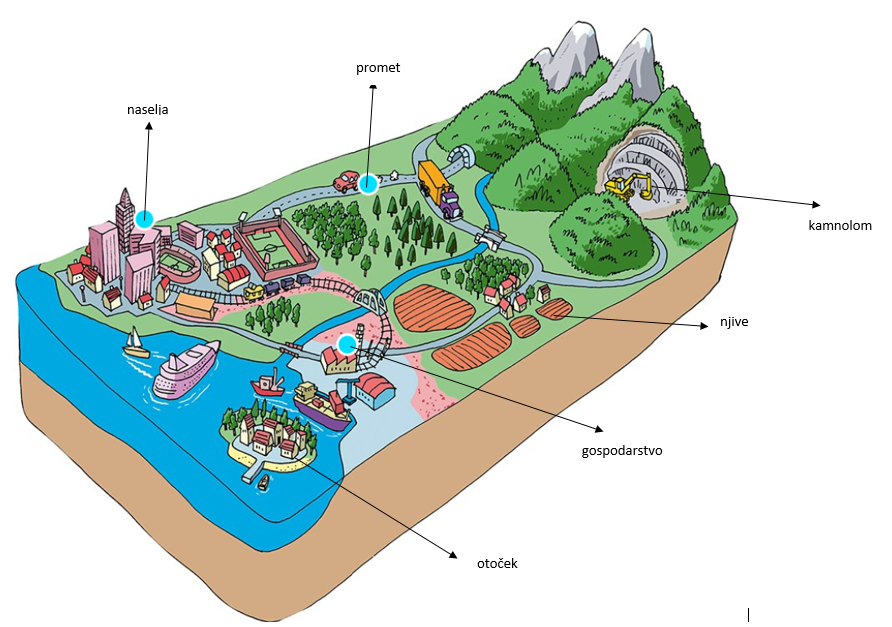 promet
naselja
kamnolom
njive
gospodarstvo
otoček